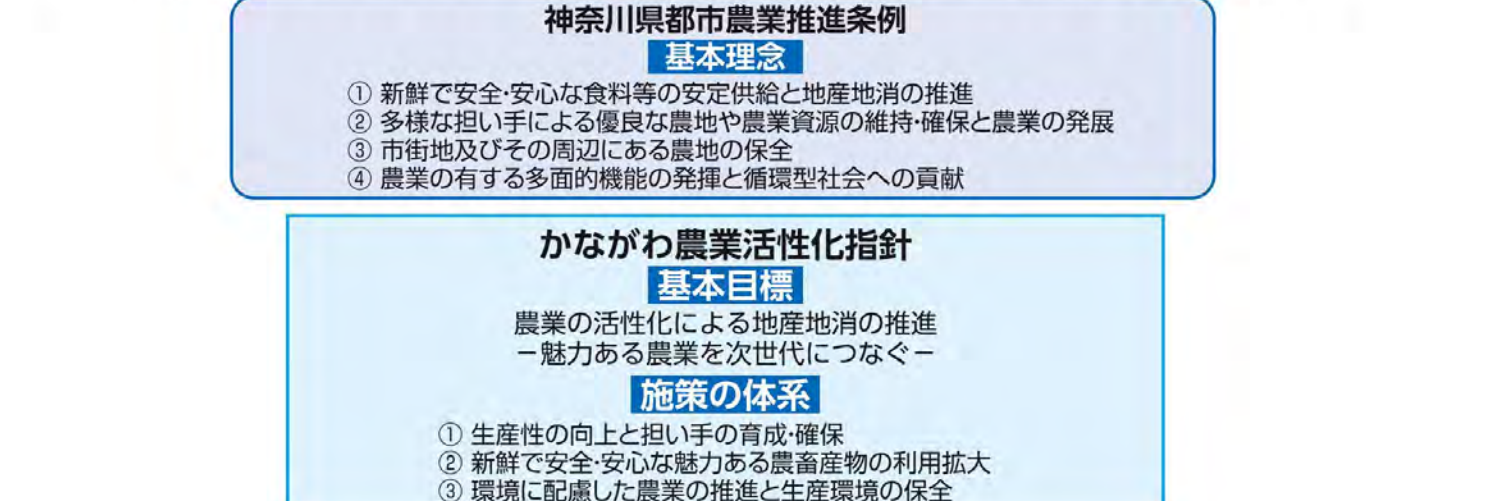 神奈川県都市農業推進条例
基本理念
① 新鮮で安全・安心な食料等の安定供給と地産地消の推進
② 多様な担い手による優良な農地や農業資源の維持・確保と農業の発展
③ 市街地及びその周辺にある農地の保全
④ 農業の有する多面的機能の発揮と循環型社会への貢献
かながわ農業活性化指針
基本目標
農業の活性化による地産地消の推進
－魅力ある農業を次世代につなぐ－
施策の体系
① 生産性の向上と担い手の育成・確保
② 新鮮で安全・安心な魅力ある農畜産物の利用拡大
③ 環境に配慮した農業の推進と生産環境の保全